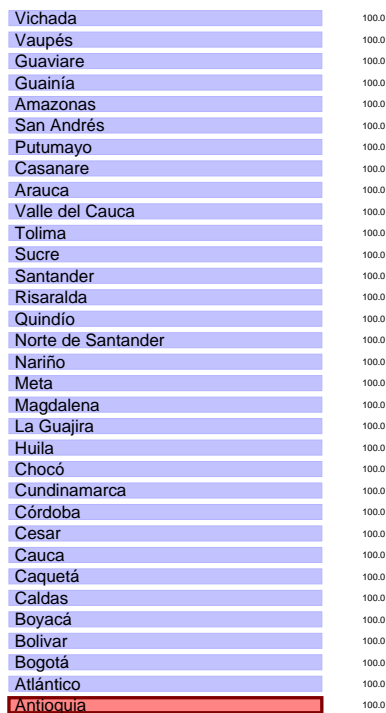 Vichada 100.0
Vaupés 100.0
Guaviare 100.0
Guainía 100.0
Amazonas 100.0
San Andrés 100.0
Putumayo 100.0
Casanare 100.0
Arauca 100.0
Valle del Cauca 100.0
Tolima 100.0
Sucre 100.0
Santander 100.0
Risaralda 100.0
Quindío 100.0
Norte de Santander 100.0
Nariño 100.0
Meta 100.0
Magdalena 100.0
La Guajira 100.0
Huila 100.0
Chocó 100.0
Cundinamarca 100.0
Córdoba 100.0
Cesar 100.0
Cauca 100.0
Caquetá 100.0
Caldas 100.0
Boyacá 100.0
Bolivar 100.0
Bogotá 100.0
Atlántico 100.0
Antioquia 100.0